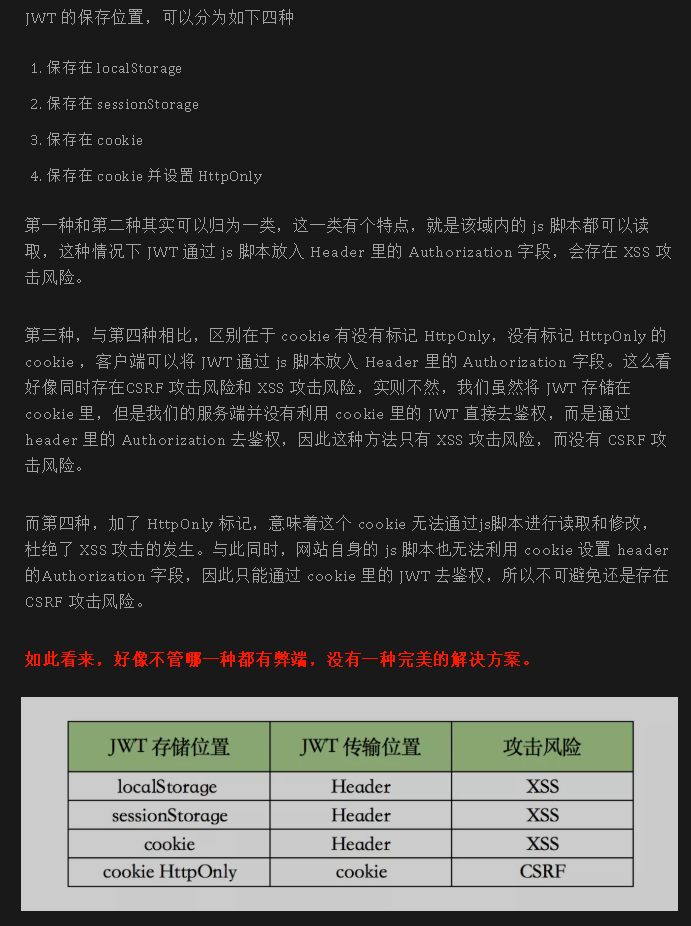 JWT 的保存位置，可以分为如下四种
1. 保存在 localStorage
2. 保存在 sessionStorage
3. 保存在 cookie
4. 保存在 cookie 并设置 HttpOnly
第一种和第二种其实可以归为一类，这一类有个特点，就是该域内的 js 脚本都可以读
取，这种情况下 JWT 通过 js 脚本放入 Header 里的 Authorization 字段，会存在 XSS 攻
击风险。
第三种，与第四种相比，区别在于 cookie 有没有标记 HttpOnly，没有标记 HttpOnly 的
cookie ，客户端可以将 JWT 通过 js 脚本放入 Header 里的 Authorization 字段。这么看
好像同时存在CSRF 攻击风险和 XSS 攻击风险，实则不然，我们虽然将 JWT 存储在
cookie 里，但是我们的服务端并没有利用 cookie 里的 JWT 直接去鉴权，而是通过
header 里的 Authorization 去鉴权，因此这种方法只有 XSS 攻击风险，而没有 CSRF 攻
击风险。
而第四种，加了 HttpOnly 标记，意味着这个 cookie 无法通过js脚本进行读取和修改，
杜绝了 XSS 攻击的发生。与此同时，网站自身的 js 脚本也无法利用 cookie 设置 header
的Authorization 字段，因此只能通过 cookie 里的 JWT 去鉴权，所以不可避免还是存在
CSRF 攻击风险。
如此看来，好像不管哪一种都有弊端，没有一种完美的解决方案。
JWT 存储位置 JWT 传输位置 攻击风险
localStorage Header XSS
sessionStorage Header XSS
cookie Header XSS
cookie HttpOnly cookie CSRF